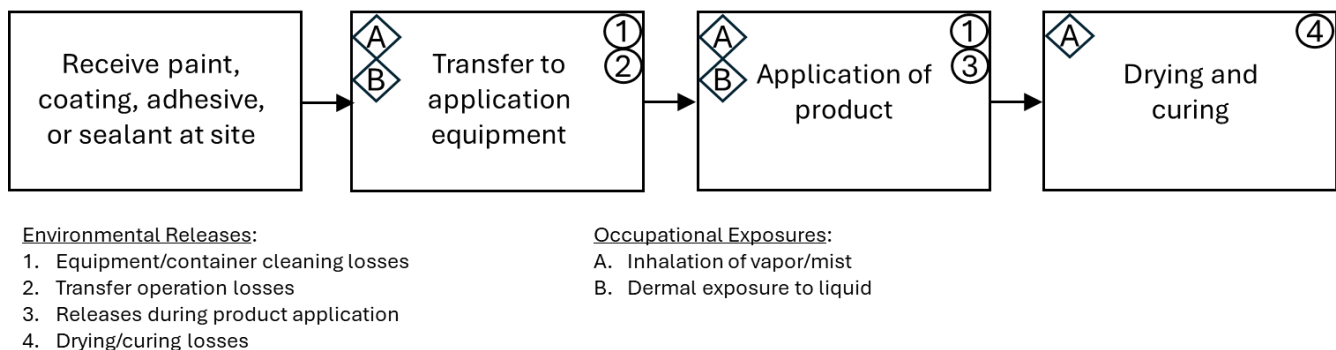 Receive paint,
coating, adhesive,
or sealant at site
A
B
1
2
Transfer to
application
equipment
A
B
1
3
Application of
product
A
4
Drying and
curing
Environmental Releases:
1. Equipment/container cleaning losses
2. Transfer operation losses
3. Releases during product application
4. Drying/curing losses
Occupational Exposures:
A. Inhalation of vapor/mist
B. Dermal exposure to liquid